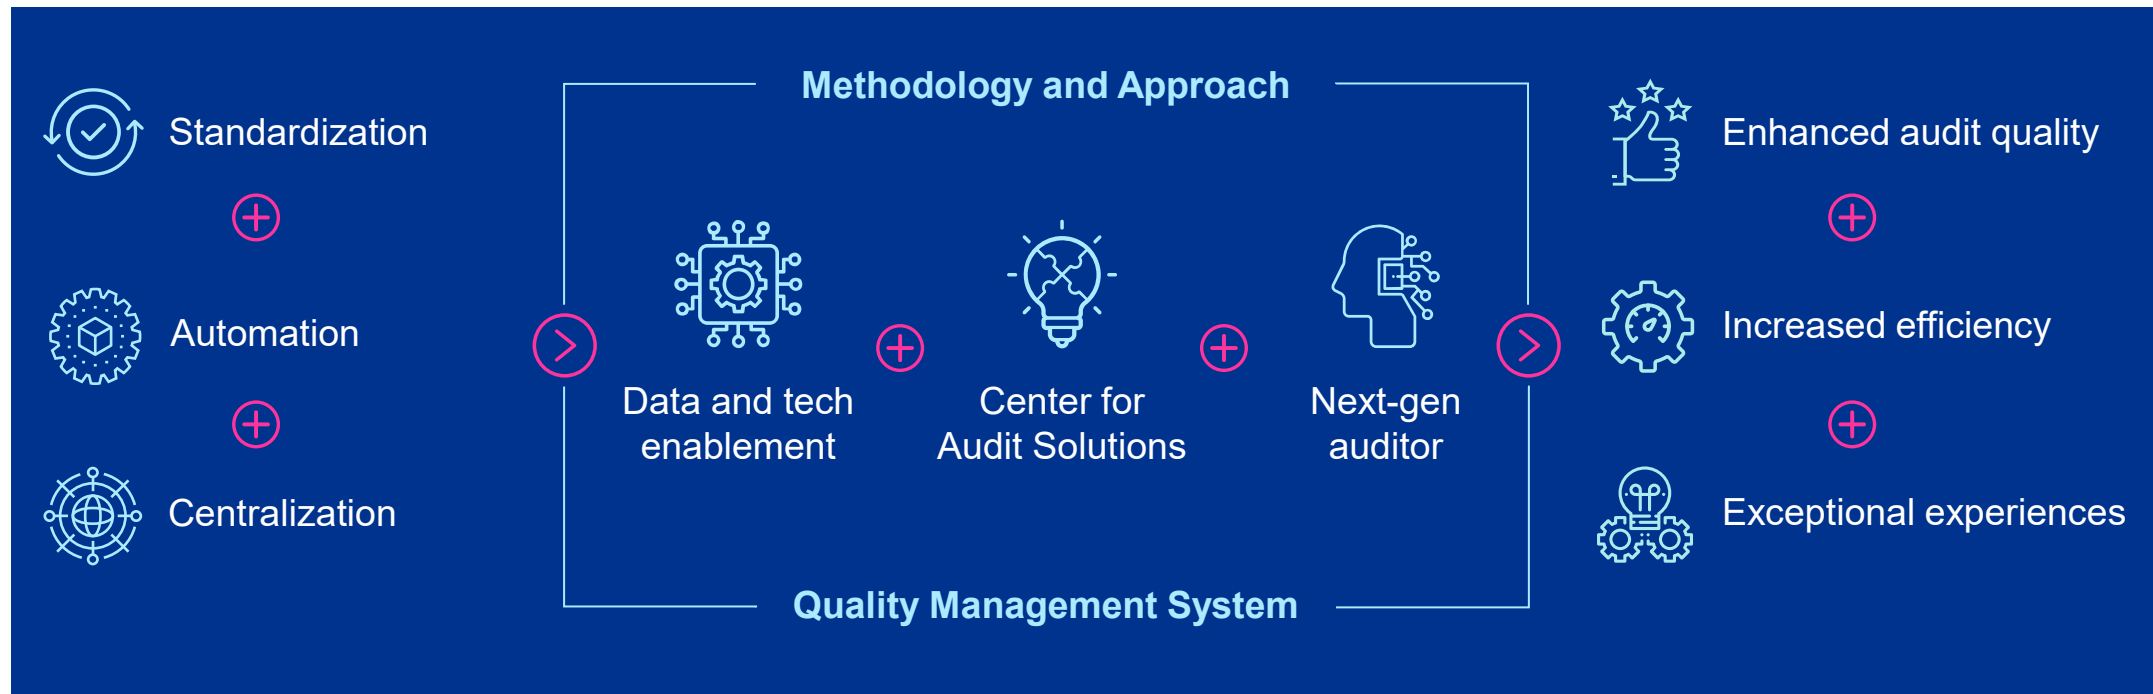 Standardization
Automation
Centralization
Methodology and Approach
Data and tech
enablement
Center for
Audit Solutions
Next-gen
auditor
Quality Management System
Enhanced audit quality
Increased efficiency
Exceptional experiences